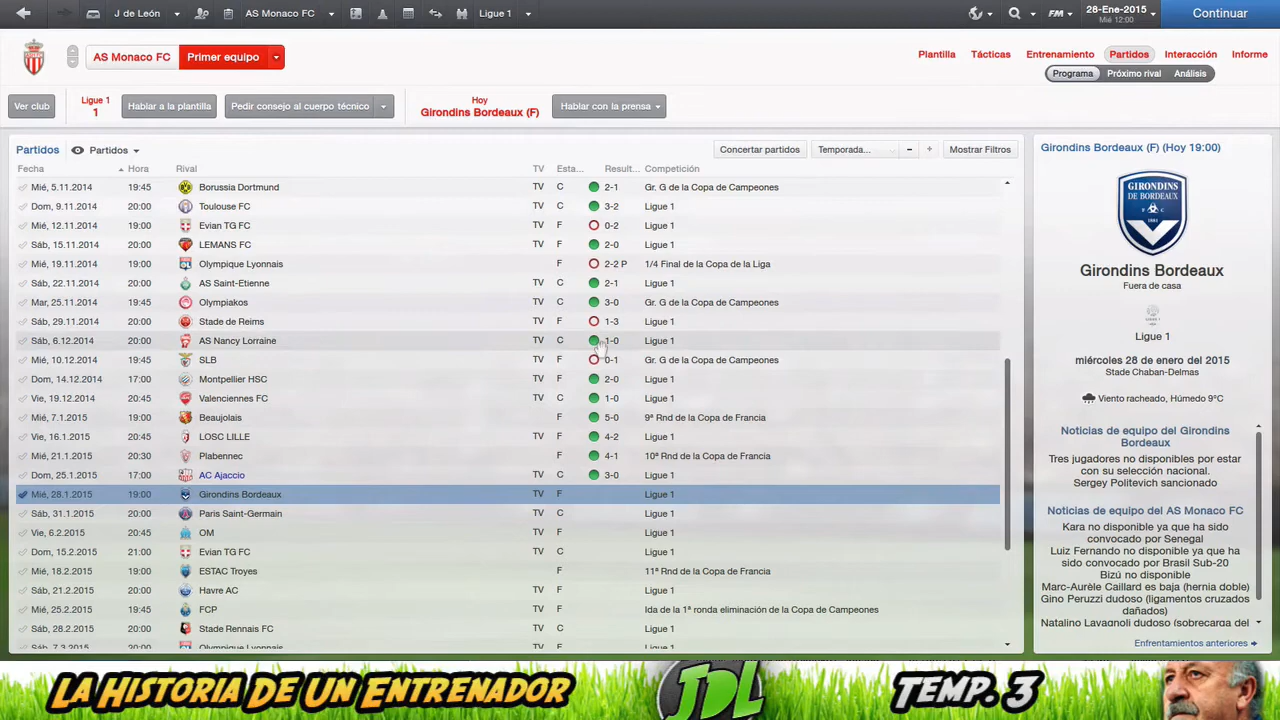 J de León AS Monaco FC Ligue 1 FM 28-Ene-2015 Mié 12:00 Continuar
AS Monaco FC Primer equipo
Plantilla Tácticas Entrenamiento Partidos Interacción Informe
Programa Próximo rival Análisis
Ver club Ligue 1 1 Hablar a la plantilla Pedir consejo al cuerpo técnico Hoy Girondins Bordeaux (F) Hablar con la prensa
Partidos Partidos Concertar partidos Temporada... - + Mostrar Filtros
Fecha Hora Rival TV Esta... Result... Competición
Mié, 5.11.2014 19:45 Borussia Dortmund TV C 2-1 Gr. G de la Copa de Campeones
Dom, 9.11.2014 20:00 Toulouse FC TV C 3-2 Ligue 1
Mié, 12.11.2014 19:00 Evian TG FC TV F 0-2 Ligue 1
Sáb, 15.11.2014 20:00 LEMANS FC TV F 2-0 Ligue 1
Mié, 19.11.2014 19:00 Olympique Lyonnais F 2-2 P 1/4 Final de la Copa de la Liga
Sáb, 22.11.2014 20:00 AS Saint-Etienne TV C 2-1 Ligue 1
Mar, 25.11.2014 19:45 Olympiakos TV C 3-0 Gr. G de la Copa de Campeones
Sáb, 29.11.2014 20:00 Stade de Reims TV F 1-3 Ligue 1
Sáb, 6.12.2014 20:00 AS Nancy Lorraine TV C 1-0 Ligue 1
Mié, 10.12.2014 19:45 SLB TV F 0-1 Gr. G de la Copa de Campeones
Dom, 14.12.2014 17:00 Montpellier HSC TV F 2-0 Ligue 1
Vie, 19.12.2014 20:45 Valenciennes FC TV C 1-0 Ligue 1
Mié, 7.1.2015 19:00 Beaujolais F 5-0 9ª Rnd de la Copa de Francia
Vie, 16.1.2015 20:45 LOSC LILLE TV F 4-2 Ligue 1
Mié, 21.1.2015 20:30 Plabennec F 4-1 10ª Rnd de la Copa de Francia
Dom, 25.1.2015 17:00 AC Ajaccio TV C 3-0 Ligue 1
Mié, 28.1.2015 19:00 Girondins Bordeaux TV F Ligue 1
Sáb, 31.1.2015 20:00 Paris Saint-Germain TV C Ligue 1
Vie, 6.2.2015 20:45 OM TV F Ligue 1
Dom, 15.2.2015 21:00 Evian TG FC TV C Ligue 1
Mié, 18.2.2015 19:00 ESTAC Troyes F 11ª Rnd de la Copa de Francia
Sáb, 21.2.2015 20:00 Havre AC TV F Ligue 1
Mié, 25.2.2015 19:45 FCP TV F Ida de la 1ª ronda eliminación de la Copa de Campeones
Sáb, 28.2.2015 20:00 Stade Rennais FC TV C Ligue 1
Sáb, 7.3.2015 20:00 Olympique Lyonnais TV F Ligue 1
Girondins Bordeaux (F) (Hoy 19:00)
GIRONDINS
DE BORDEAUX
F C
1881
Girondins Bordeaux
Fuera de casa
Ligue 1
miércoles 28 de enero del 2015
Stade Chaban-Delmas
Viento racheado, Húmedo 9°C
Noticias de equipo del Girondins
Bordeaux
Tres jugadores no disponibles por estar
con su selección nacional.
Sergey Politevich sancionado
Noticias de equipo del AS Monaco FC
Kara no disponible ya que ha sido
convocado por Senegal
Luiz Fernando no disponible ya que ha
sido convocado por Brasil Sub-20
Bizú no disponible
Marc-Aurèle Caillard es baja (hernia doble)
Gino Peruzzi dudoso (ligamentos cruzados
dañados)
Natalino Lavagnoli dudoso (sobrecarga del
Enfrentamientos anteriores
LA HISTORIA DE UN ENTRENADOR JDL TEMP. 3